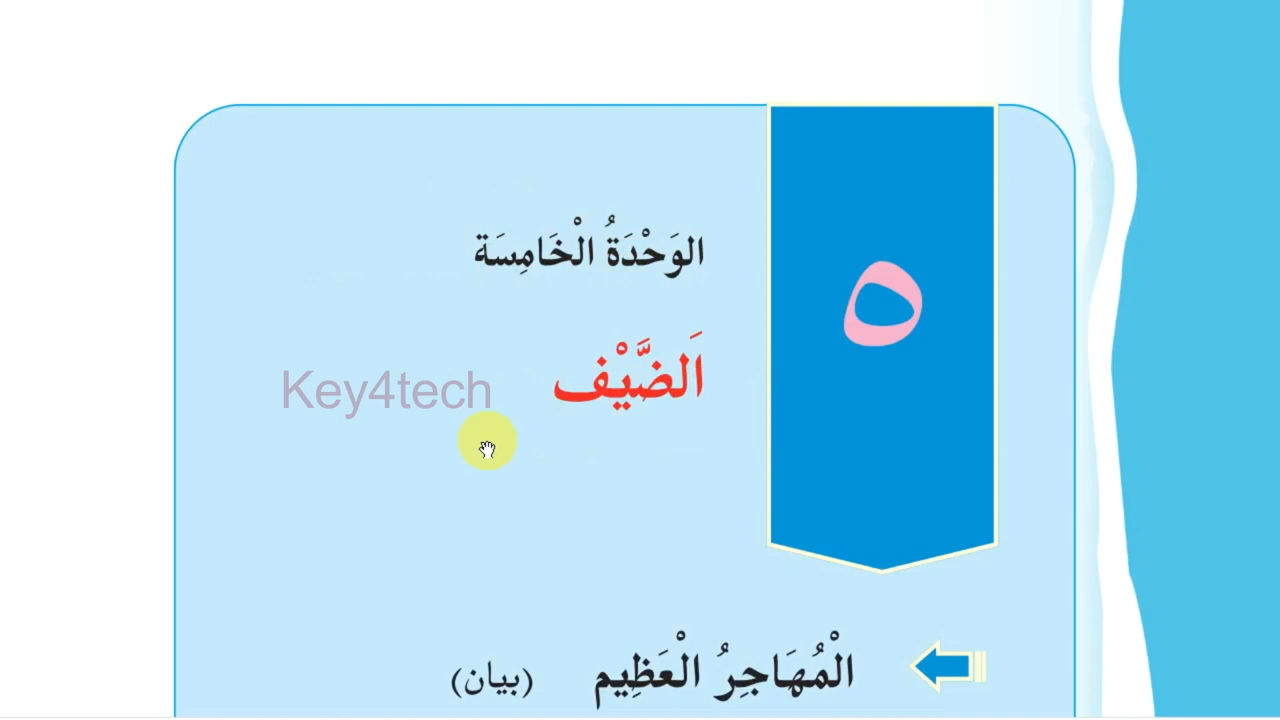 ٥
الوَحْدَةُ الْخَامِسَة
اَلضَّيْف
Key4tech
الْمُهَاجِرُ الْعَظِيم (بيان)